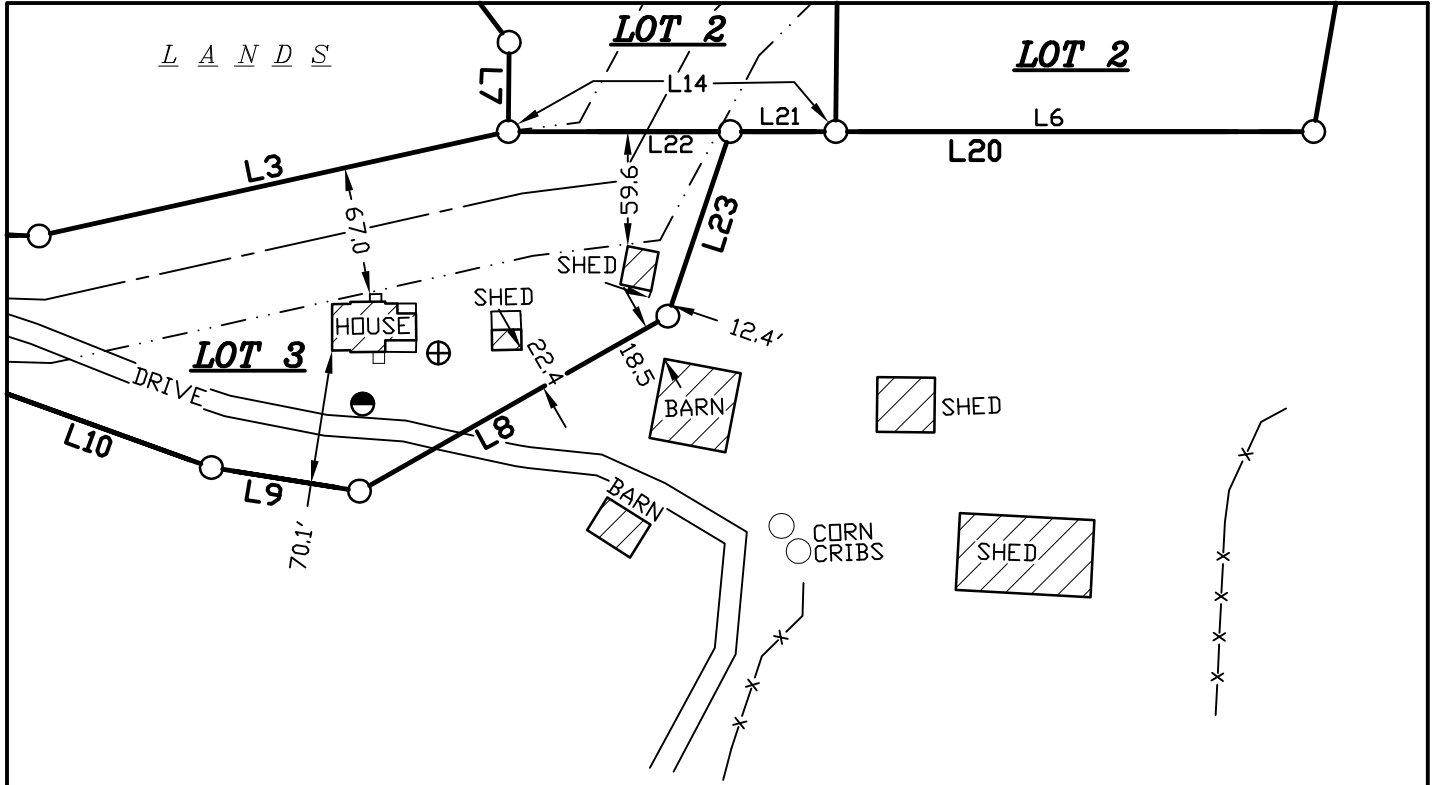 L A N D S
LOT 2
LOT 2
L7
L14
L21
L6
L22
L20
L3
59.6
L23
67.0
SHED
SHED
HOUSE
12.4'
LOT 3
22.4
18.5
DRIVE
BARN
SHED
L8
L10
L9
BARN
70.1'
CORN
CRIBS
SHED